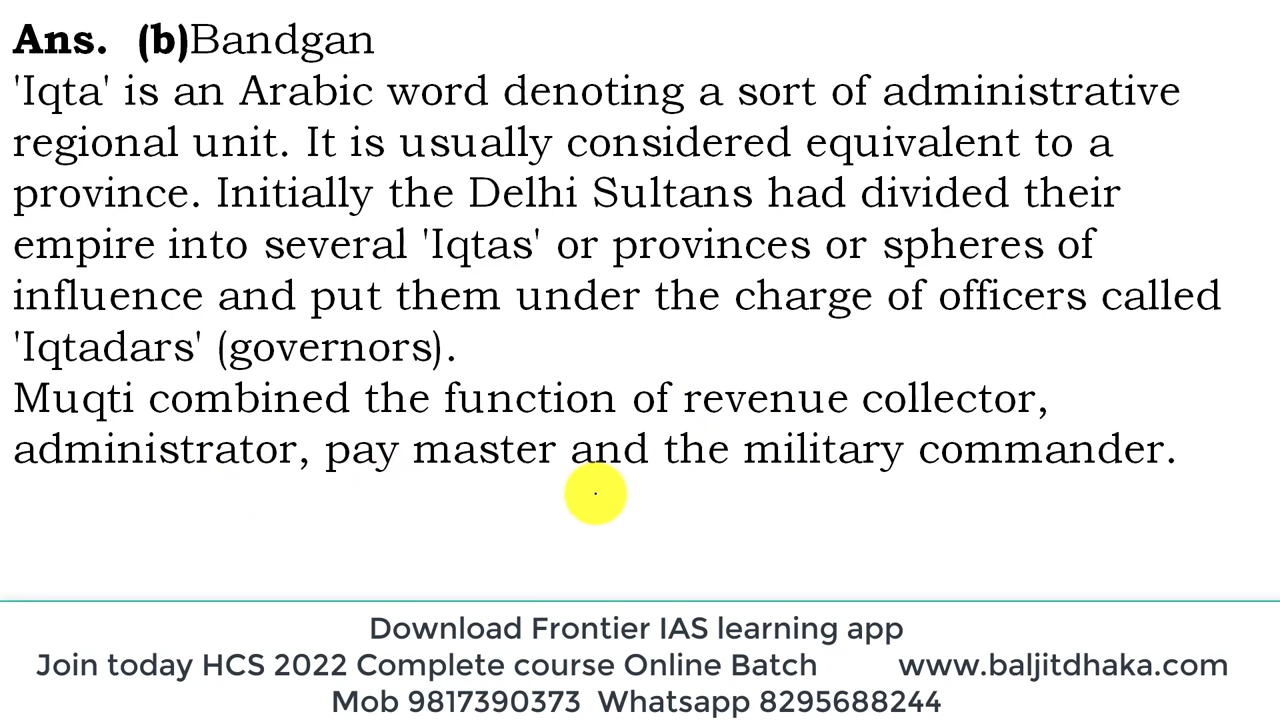 Ans. (b)Bandgan
'Iqta' is an Arabic word denoting a sort of administrative
regional unit. It is usually considered equivalent to a
province. Initially the Delhi Sultans had divided their
empire into several 'Iqtas' or provinces or spheres of
influence and put them under the charge of officers called
'Iqtadars' (governors).
Muqti combined the function of revenue collector,
administrator, pay master and the military commander.
Download Frontier IAS learning app
Join today HCS 2022 Complete course Online Batch www.baljitdhaka.com
Mob 9817390373 Whatsapp 8295688244